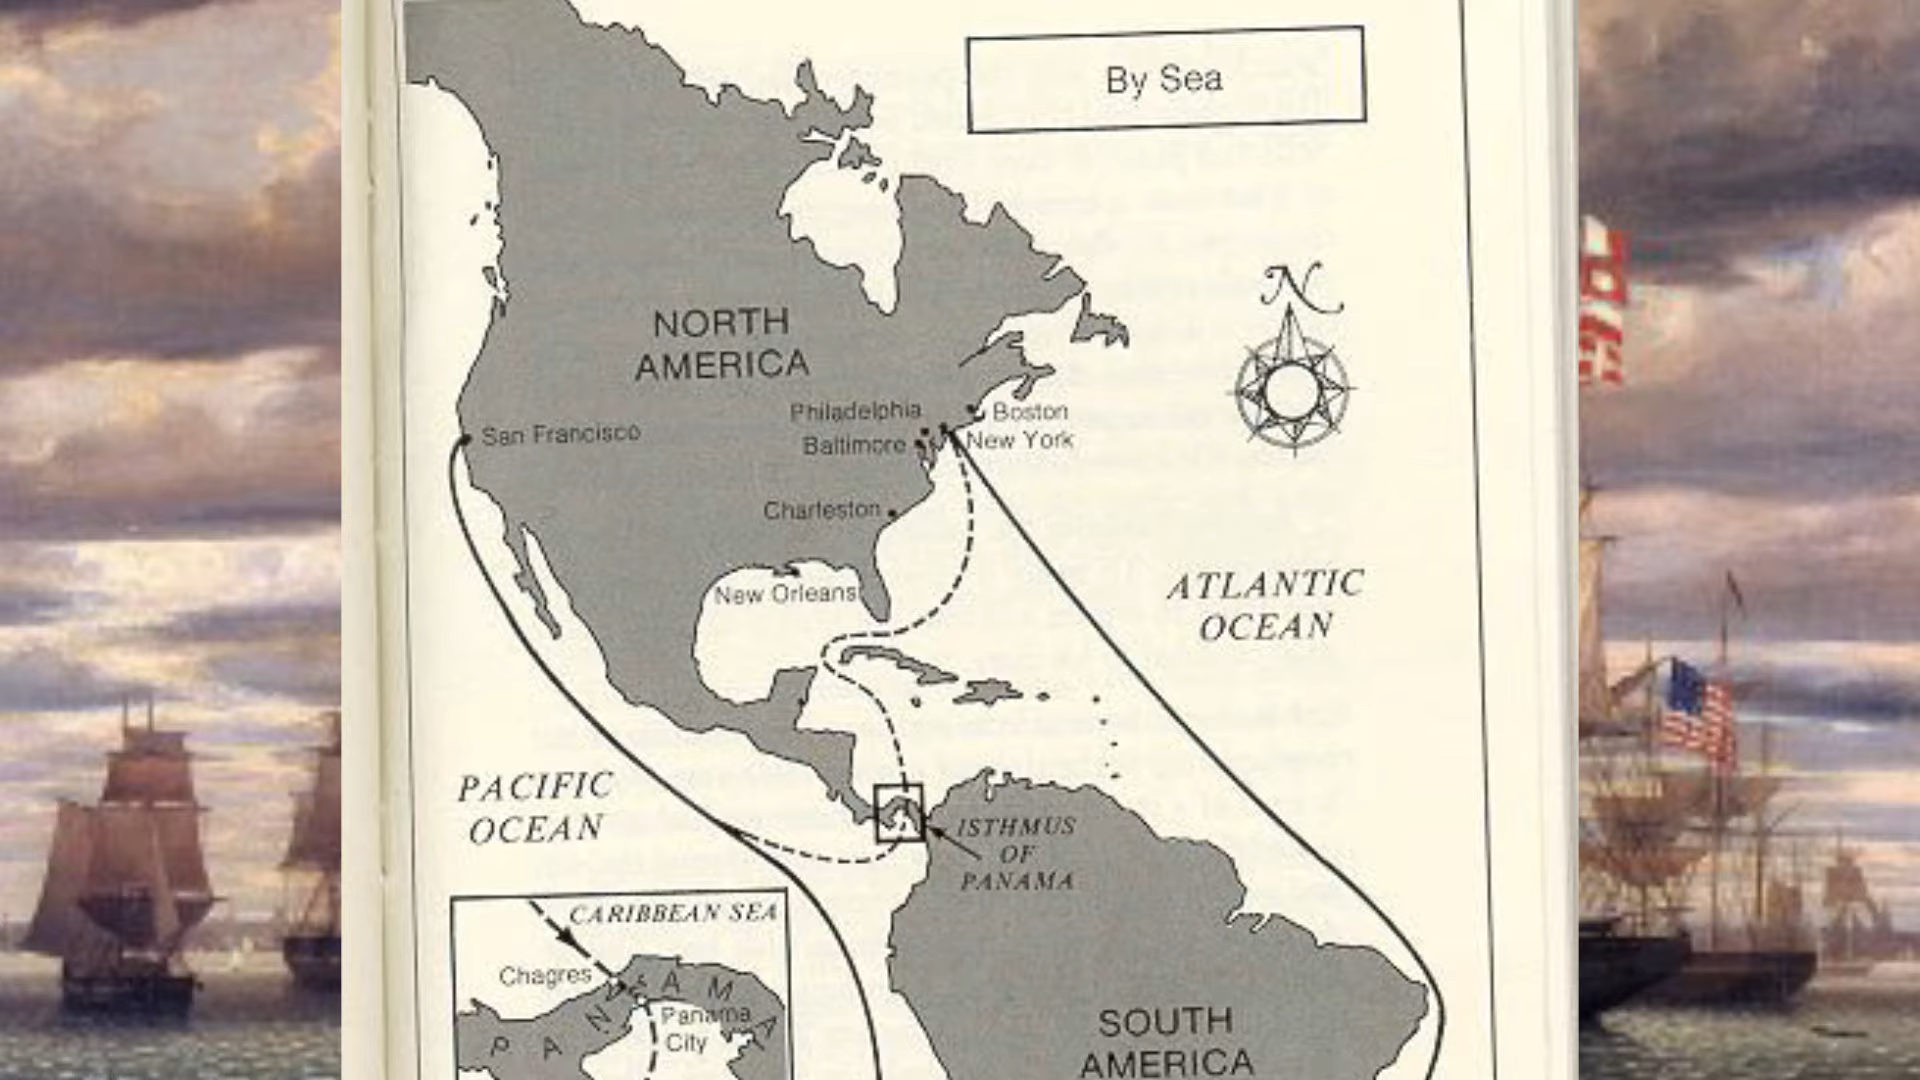 By Sea
N
NORTH
AMERICA
Philadelphia
Boston
San Francisco
Baltimore
New York
Charleston
New Orleans
ATLANTIC
OCEAN
PACIFIC
OCEAN
ISTHMUS
OF
PANAMA
CARIBBEAN SEA
Chagres
PANAMA
Panama
City
SOUTH
AMERICA